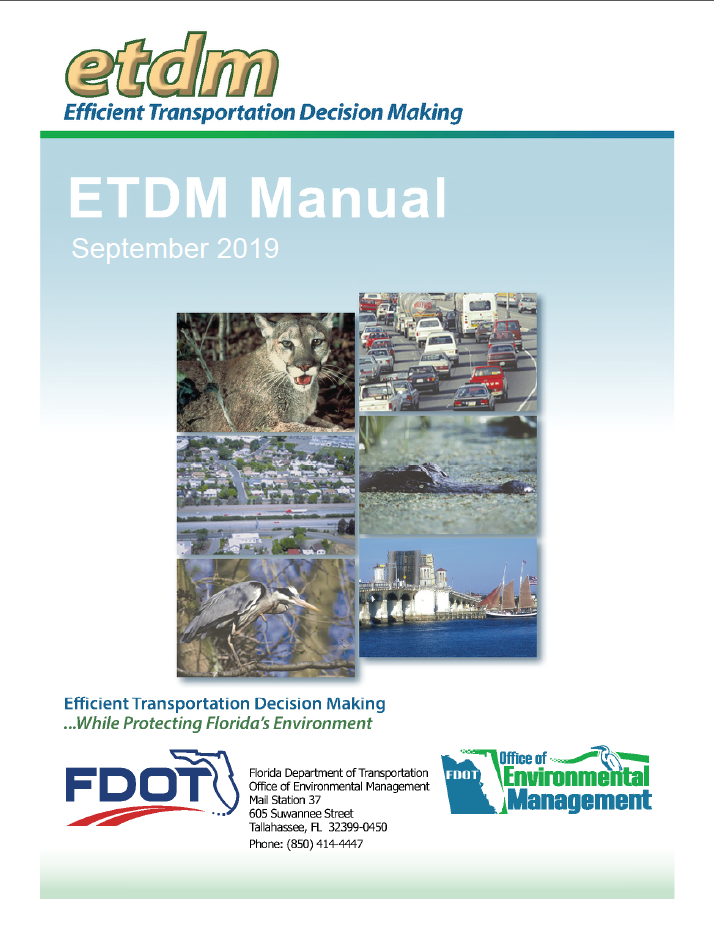 etdm
Efficient Transportation Decision Making
ETDM Manual
September 2019
Efficient Transportation Decision Making
...While Protecting Florida's Environment
FDOT
Florida Department of Transportation
Office of Environmental Management
Mail Station 37
605 Suwannee Street
Tallahassee, FL  32399-0450
Phone: (850) 414-4447
FDOT
Office of
Environmental
Management